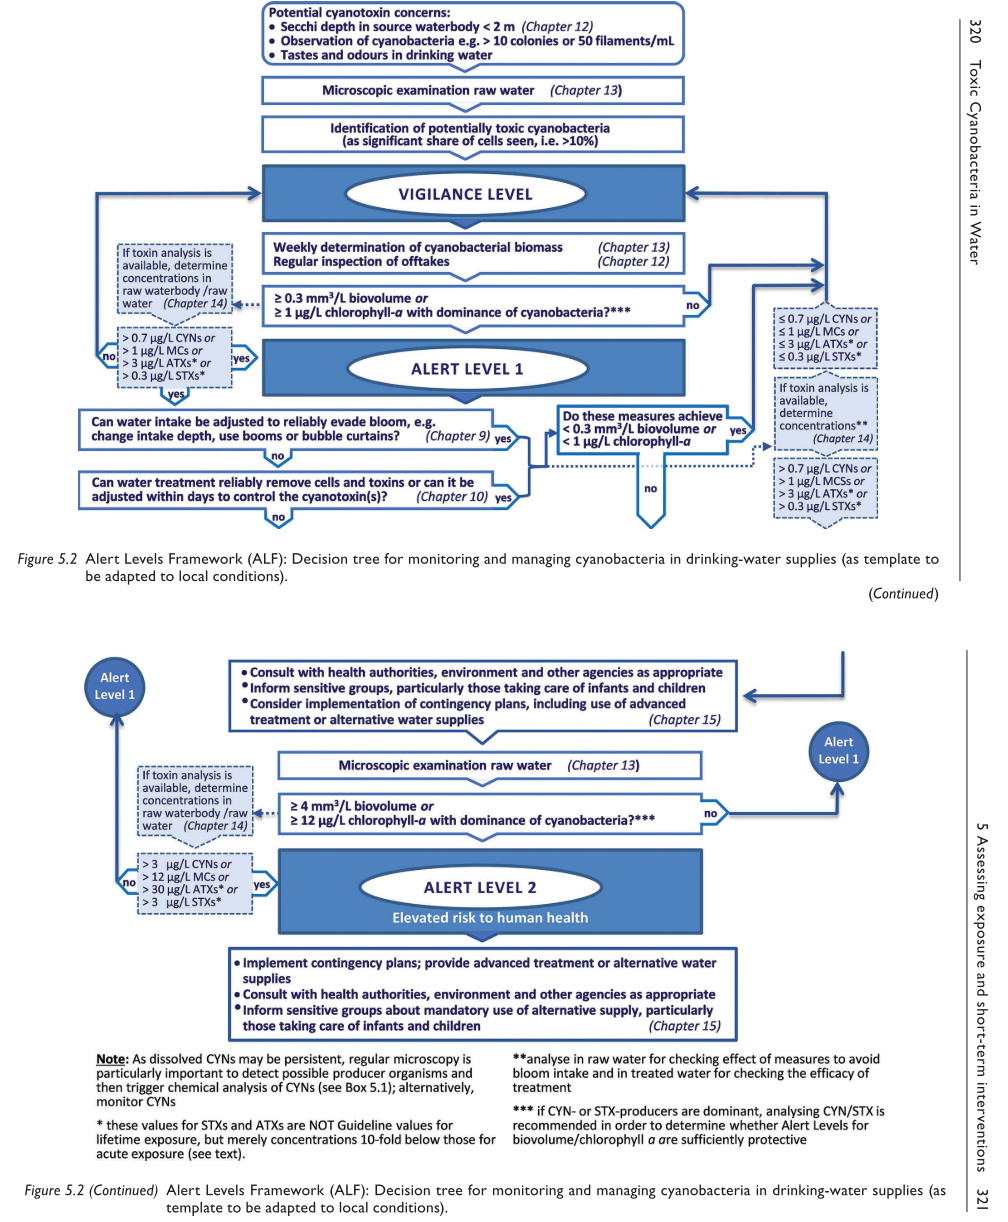 Potential cyanotoxin concerns:
• Secchi depth in source waterbody < 2 m (Chapter 12)
• Observation of cyanobacteria e.g. > 10 colonies or 50 filaments/mL
• Tastes and odours in drinking water
Microscopic examination raw water (Chapter 13)
Identification of potentially toxic cyanobacteria
(as significant share of cells seen, i.e. >10%)
VIGILANCE LEVEL
Weekly determination of cyanobacterial biomass (Chapter 13)
Regular inspection of offtakes (Chapter 12)
If toxin analysis is
available, determine
concentrations in
raw waterbody /raw
water (Chapter 14)
≥ 0.3 mm³/L biovolume or
≥ 1 µg/L chlorophyll-a with dominance of cyanobacteria?***
no
> 0.7 µg/L CYNs or
> 1 µg/L MCs or
> 3 µg/L ATXs* or
> 0.3 µg/L STXs*
no
yes
yes
ALERT LEVEL 1
≤ 0.7 µg/L CYNs or
≤ 1 µg/L MCs or
≤ 3 µg/L ATXs* or
≤ 0.3 µg/L STXs*
If toxin analysis is
available,
determine
concentrations**
(Chapter 14)
> 0.7 µg/L CYNs or
> 1 µg/L MCSs or
> 3 µg/L ATXs* or
> 0.3 µg/L STXs*
Can water intake be adjusted to reliably evade bloom, e.g.
change intake depth, use booms or bubble curtains? (Chapter 9)
yes
no
Do these measures achieve
< 0.3 mm³/L biovolume or
< 1 µg/L chlorophyll-a
yes
no
Can water treatment reliably remove cells and toxins or can it be
adjusted within days to control the cyanotoxin(s)? (Chapter 10)
yes
no
320 Toxic Cyanobacteria in Water
Figure 5.2 Alert Levels Framework (ALF): Decision tree for monitoring and managing cyanobacteria in drinking-water supplies (as template to
be adapted to local conditions).
(Continued)
Alert
Level 1
• Consult with health authorities, environment and other agencies as appropriate
• Inform sensitive groups, particularly those taking care of infants and children
• Consider implementation of contingency plans, including use of advanced
treatment or alternative water supplies (Chapter 15)
Microscopic examination raw water (Chapter 13)
Alert
Level 1
If toxin analysis is
available, determine
concentrations in
raw waterbody /raw
water (Chapter 14)
≥ 4 mm³/L biovolume or
≥ 12 µg/L chlorophyll-a with dominance of cyanobacteria?***
no
> 3 µg/L CYNs or
> 12 µg/L MCs or
> 30 µg/L ATXs* or
> 3 µg/L STXs*
no
yes
ALERT LEVEL 2
Elevated risk to human health
• Implement contingency plans; provide advanced treatment or alternative water
supplies
• Consult with health authorities, environment and other agencies as appropriate
• Inform sensitive groups about mandatory use of alternative supply, particularly
those taking care of infants and children (Chapter 15)
Note: As dissolved CYNs may be persistent, regular microscopy is
particularly important to detect possible producer organisms and
then trigger chemical analysis of CYNs (see Box 5.1); alternatively,
monitor CYNs
* these values for STXs and ATXs are NOT Guideline values for
lifetime exposure, but merely concentrations 10-fold below those for
acute exposure (see text).
**analyse in raw water for checking effect of measures to avoid
bloom intake and in treated water for checking the efficacy of
treatment
*** if CYN- or STX-producers are dominant, analysing CYN/STX is
recommended in order to determine whether Alert Levels for
biovolume/chlorophyll a are sufficiently protective
5 Assessing exposure and short-term interventions 321
Figure 5.2 (Continued) Alert Levels Framework (ALF): Decision tree for monitoring and managing cyanobacteria in drinking-water supplies (as
template to be adapted to local conditions).